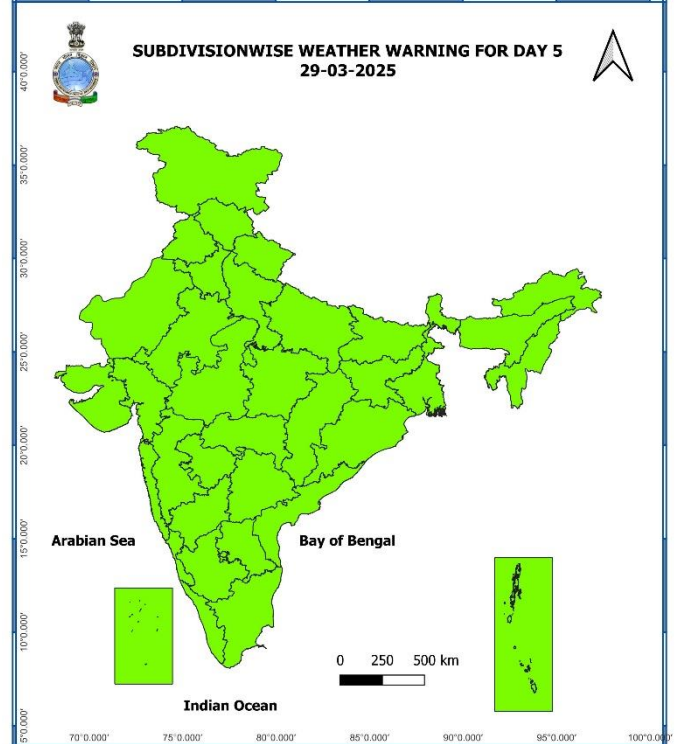 SUBDIVISIONWISE WEATHER WARNING FOR DAY 5
29-03-2025
40°0.000'
35°0.000'
30°0.000'
25°0.000'
20°0.000'
15°0.000'
10°0.000'
5°0.000'
Arabian Sea
Bay of Bengal
0 250 500 km
Indian Ocean
70°0.000' 75°0.000' 80°0.000' 85°0.000' 90°0.000' 95°0.000' 100°0.000'